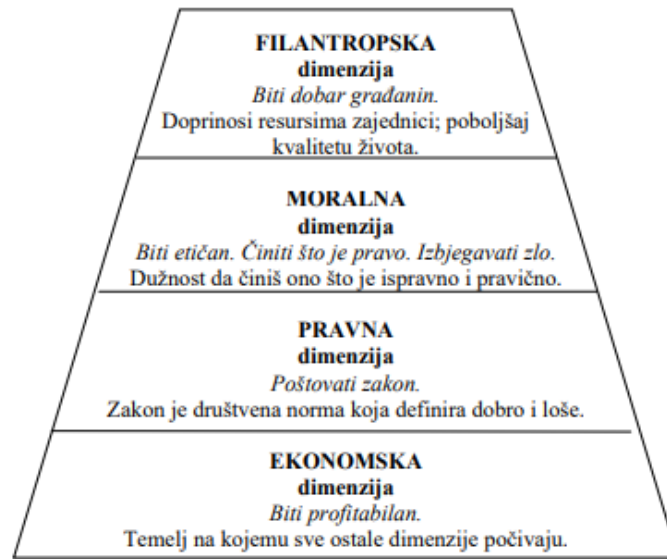 FILANTROPSKA
dimenzija
Biti dobar građanin.
Doprinosi resursima zajednici; poboljšaj
kvalitetu života.
MORALNA
dimenzija
Biti etičan. Činiti što je pravo. Izbjegavati zlo.
Dužnost da činiš ono što je ispravno i pravično.
PRAVNA
dimenzija
Poštovati zakon.
Zakon je društvena norma koja definira dobro i loše.
EKONOMSKA
dimenzija
Biti profitabilan.
Temelj na kojemu sve ostale dimenzije počivaju.